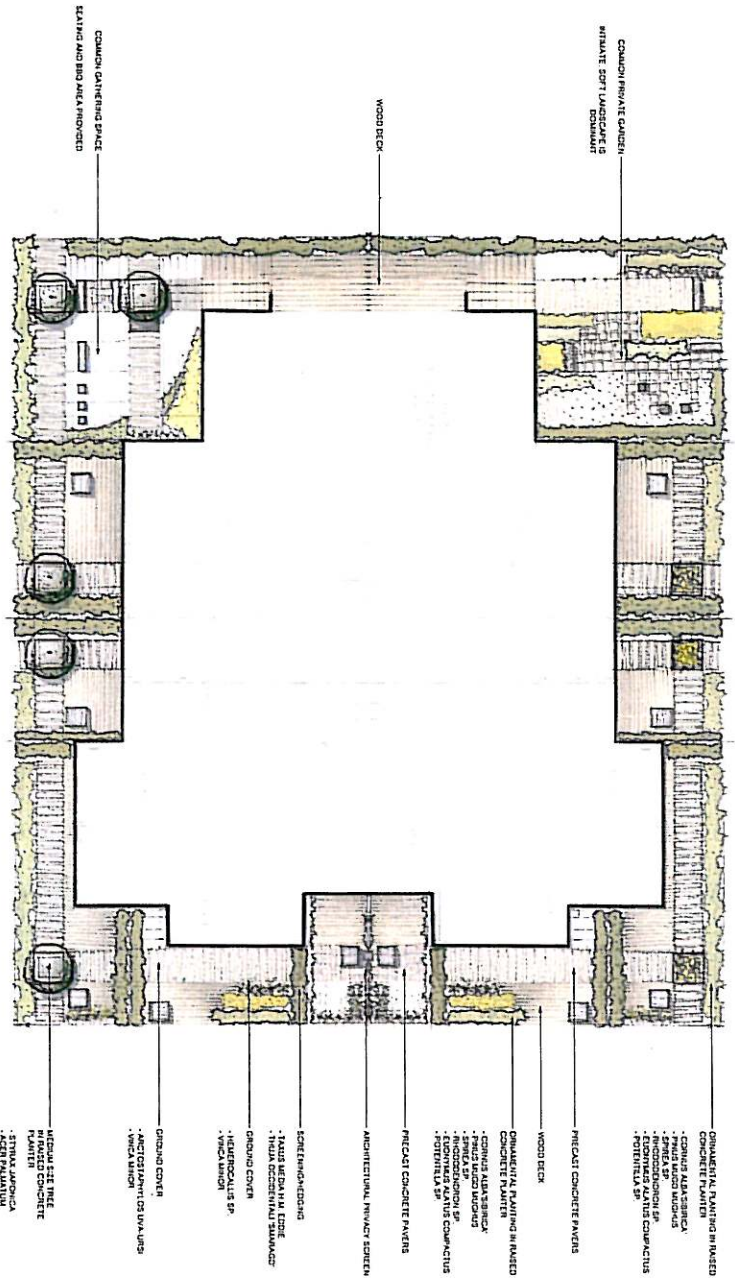 ORNAMENTAL PLANTING IN RAISED
CONCRETE PLANTER
- CORNUS ALBA'SIBIRICA'
- PINUS MUGO MUGHUS
- SPIREA SP.
- RHODODENDRON SP.
- EUONYMUS ALATUS COMPACTUS
- POTENTILLA SP.
PRECAST CONCRETE PAVERS
WOOD DECK
ORNAMENTAL PLANTING IN RAISED
CONCRETE PLANTER
- CORNUS ALBA'SIBIRICA'
- PINUS MUGO MUGHUS
- SPIREA SP.
- RHODODENDRON SP.
- EUONYMUS ALATUS COMPACTUS
- POTENTILLA SP.
PRECAST CONCRETE PAVERS
ARCHITECTURAL PRIVACY SCREEN
SCREENING/HEDGING
- TAXUS MEDIA H.M. EDDIE
- THUJA OCCIDENTALI 'SMARAGD'
GROUND COVER
- HEMEROCALLIS SP.
- VINCA MINOR
GROUND COVER
- ARCTOSTAPHYLOS UVA-URSI
- VINCA MINOR
MEDIUM SIZE TREE
IN RAISED CONCRETE
PLANTER
- STYRAX JAPONICA
- ACER PALMATUM
COMMON PRIVATE GARDEN
INTIMATE, SOFT LANDSCAPE IS
DOMINANT
WOOD DECK
COMMON GATHERING SPACE
SEATING AND BBQ AREA PROVIDED